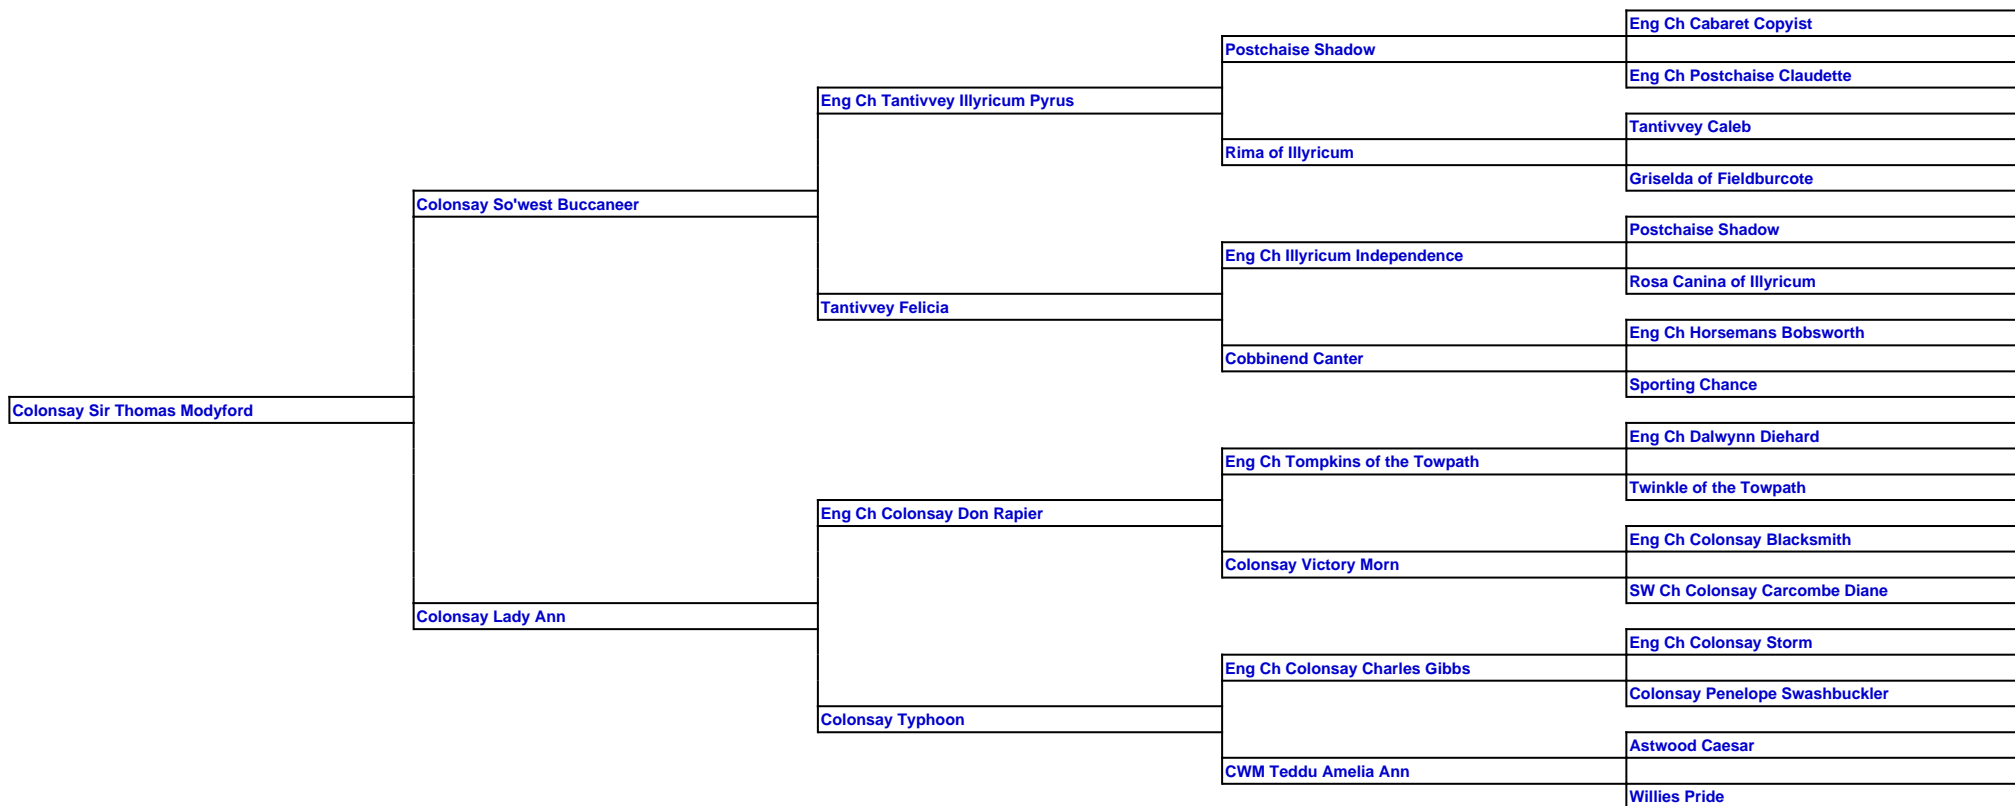 Eng Ch Cabaret Copyist
Postchaise Shadow
Eng Ch Postchaise Claudette
Eng Ch Tantivvey Illyricum Pyrus
Tantivvey Caleb
Rima of Illyricum
Griselda of Fieldburcote
Colonsay So'west Buccaneer
Postchaise Shadow
Eng Ch Illyricum Independence
Rosa Canina of Illyricum
Tantivvey Felicia
Eng Ch Horsemans Bobsworth
Cobbinend Canter
Sporting Chance
Colonsay Sir Thomas Modyford
Eng Ch Dalwynn Diehard
Eng Ch Tompkins of the Towpath
Twinkle of the Towpath
Eng Ch Colonsay Don Rapier
Eng Ch Colonsay Blacksmith
Colonsay Victory Morn
SW Ch Colonsay Carcombe Diane
Colonsay Lady Ann
Eng Ch Colonsay Storm
Eng Ch Colonsay Charles Gibbs
Colonsay Penelope Swashbuckler
Colonsay Typhoon
Astwood Caesar
CWM Teddu Amelia Ann
Willies Pride